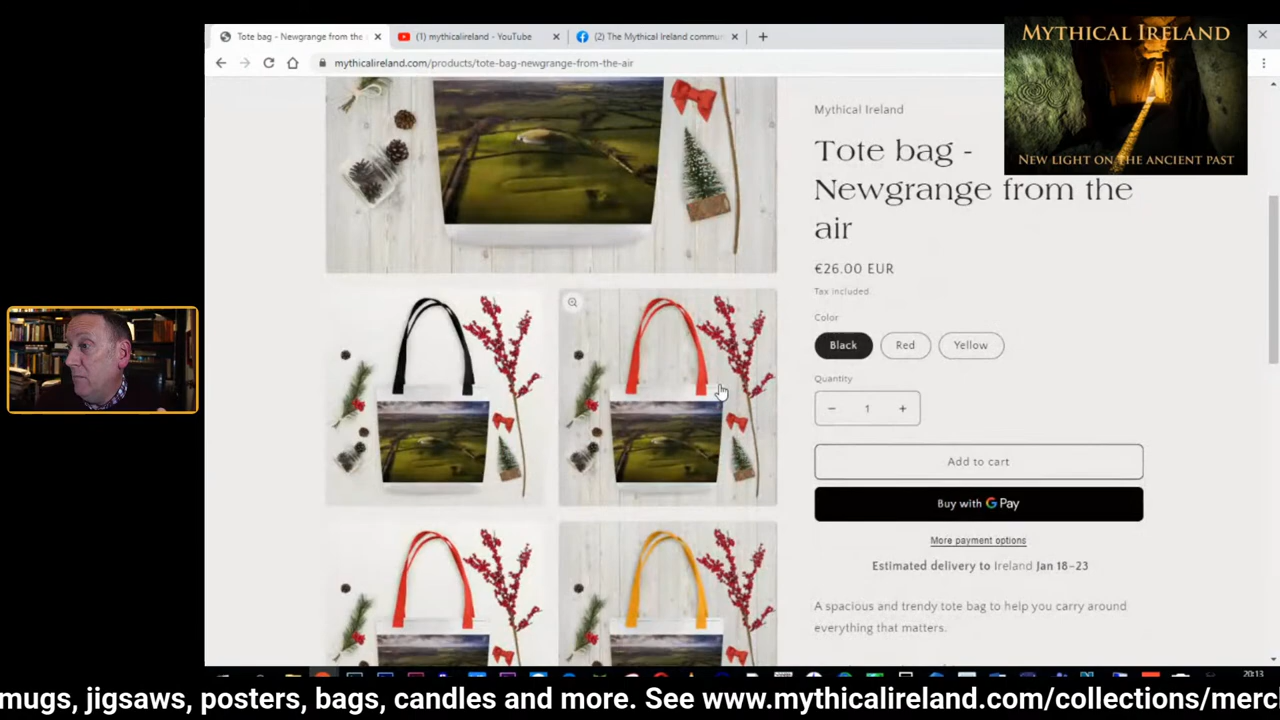 Tote bag - Newgrange from the
(1) mythicalireland - YouTube
(2) The Mythical Ireland commu
mythicalireland.com/products/tote-bag-newgrange-from-the-air
MYTHICAL IRELAND
NEW LIGHT ON THE ANCIENT PAST
Mythical Ireland
Tote bag -
Newgrange from the
air
€26.00 EUR
Tax included.
Color
Black
Red
Yellow
Quantity
− 1 +
Add to cart
Buy with G Pay
More payment options
Estimated delivery to Ireland Jan 18–23
A spacious and trendy tote bag to help you carry around
everything that matters.
20:13
mugs, jigsaws, posters, bags, candles and more. See www.mythicalireland.com/collections/merc